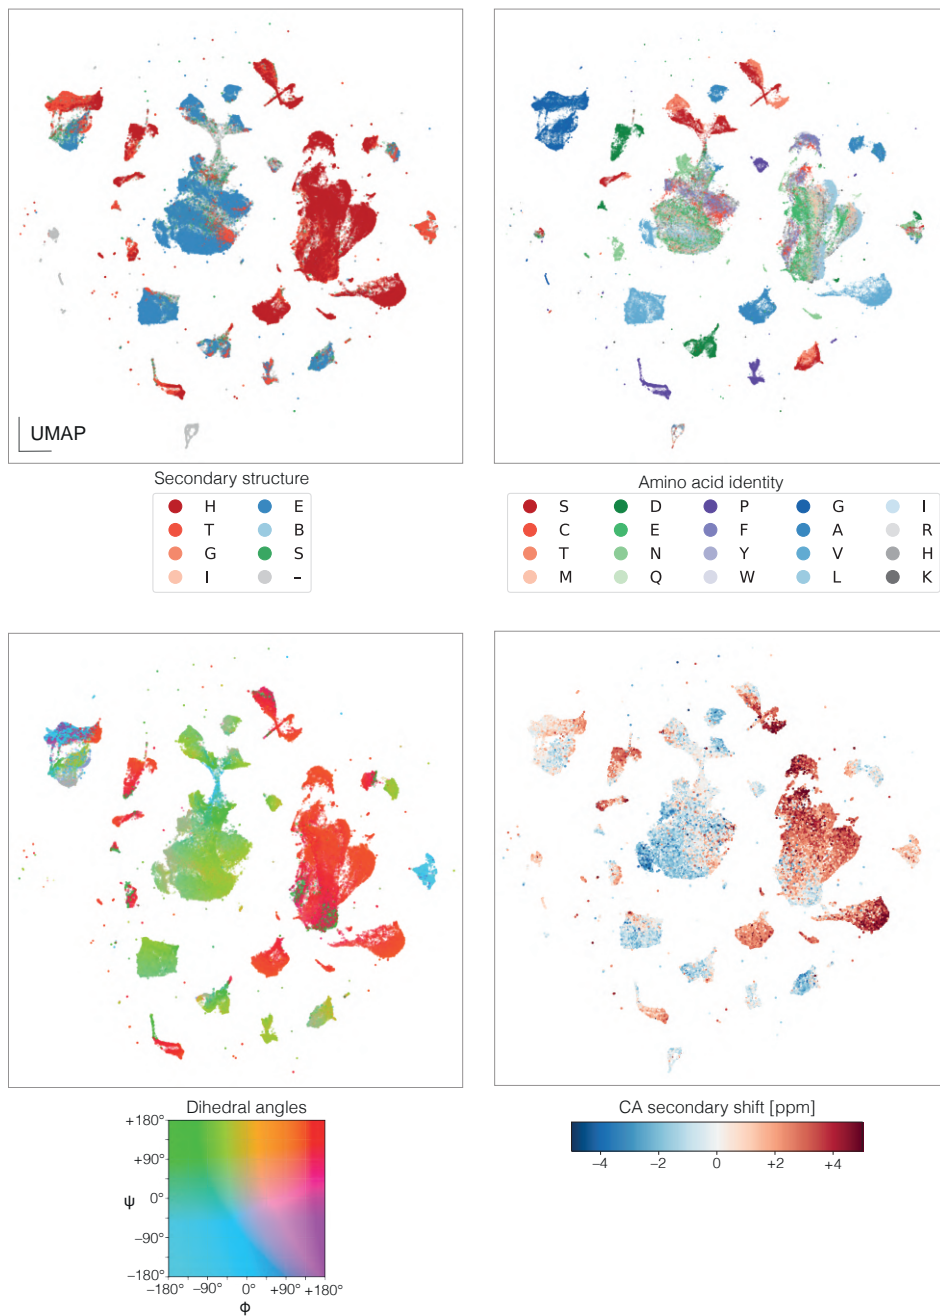 UMAP
Secondary structure
H E
T B
G S
I –
Amino acid identity
S D P G I
C E F A R
T N Y V H
M Q W L K
Dihedral angles
+180°
+90°
ψ 0°
−90°
−180°
−180° −90° 0° +90° +180°
ϕ
CA secondary shift [ppm]
−4 −2 0 +2 +4